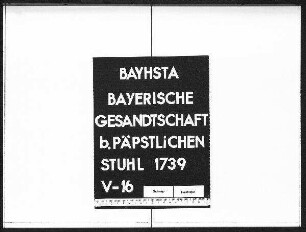 BAYHSTA
BAYERISCHE
GESANDTSCHAFT
b. PÄPSTLiCHEN
STUHL 1739
V-16